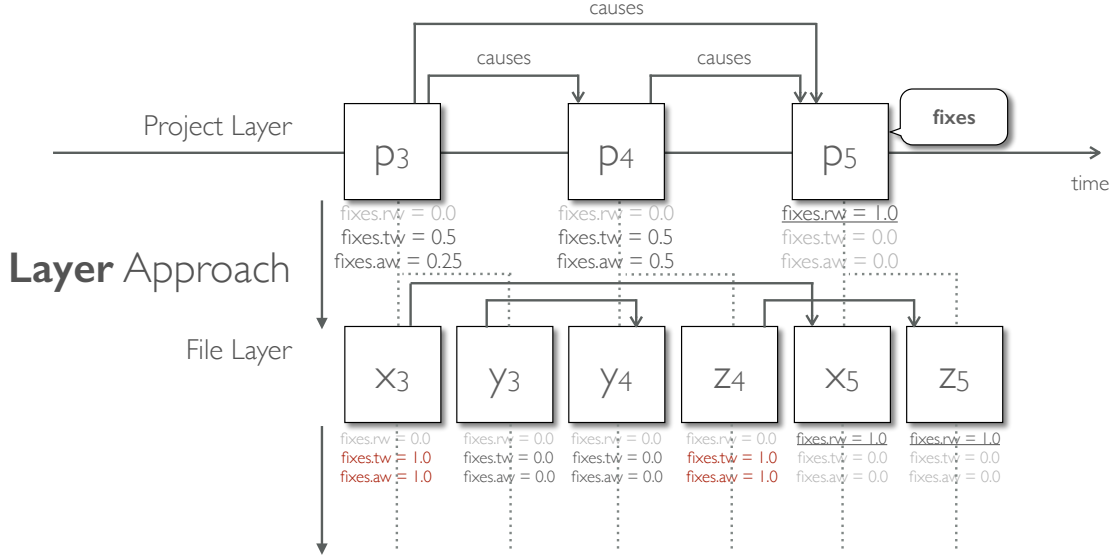 causes
causes
causes
fixes
Project Layer
p3
p4
p5
time
fixes.rw = 0.0
fixes.tw = 0.5
fixes.aw = 0.25
fixes.rw = 0.0
fixes.tw = 0.5
fixes.aw = 0.5
fixes.rw = 1.0
fixes.tw = 0.0
fixes.aw = 0.0
Layer Approach
File Layer
x3
y3
y4
z4
x5
z5
fixes.rw = 0.0
fixes.tw = 1.0
fixes.aw = 1.0
fixes.rw = 0.0
fixes.tw = 0.0
fixes.aw = 0.0
fixes.rw = 0.0
fixes.tw = 0.0
fixes.aw = 0.0
fixes.rw = 0.0
fixes.tw = 1.0
fixes.aw = 1.0
fixes.rw = 1.0
fixes.tw = 0.0
fixes.aw = 0.0
fixes.rw = 1.0
fixes.tw = 0.0
fixes.aw = 0.0